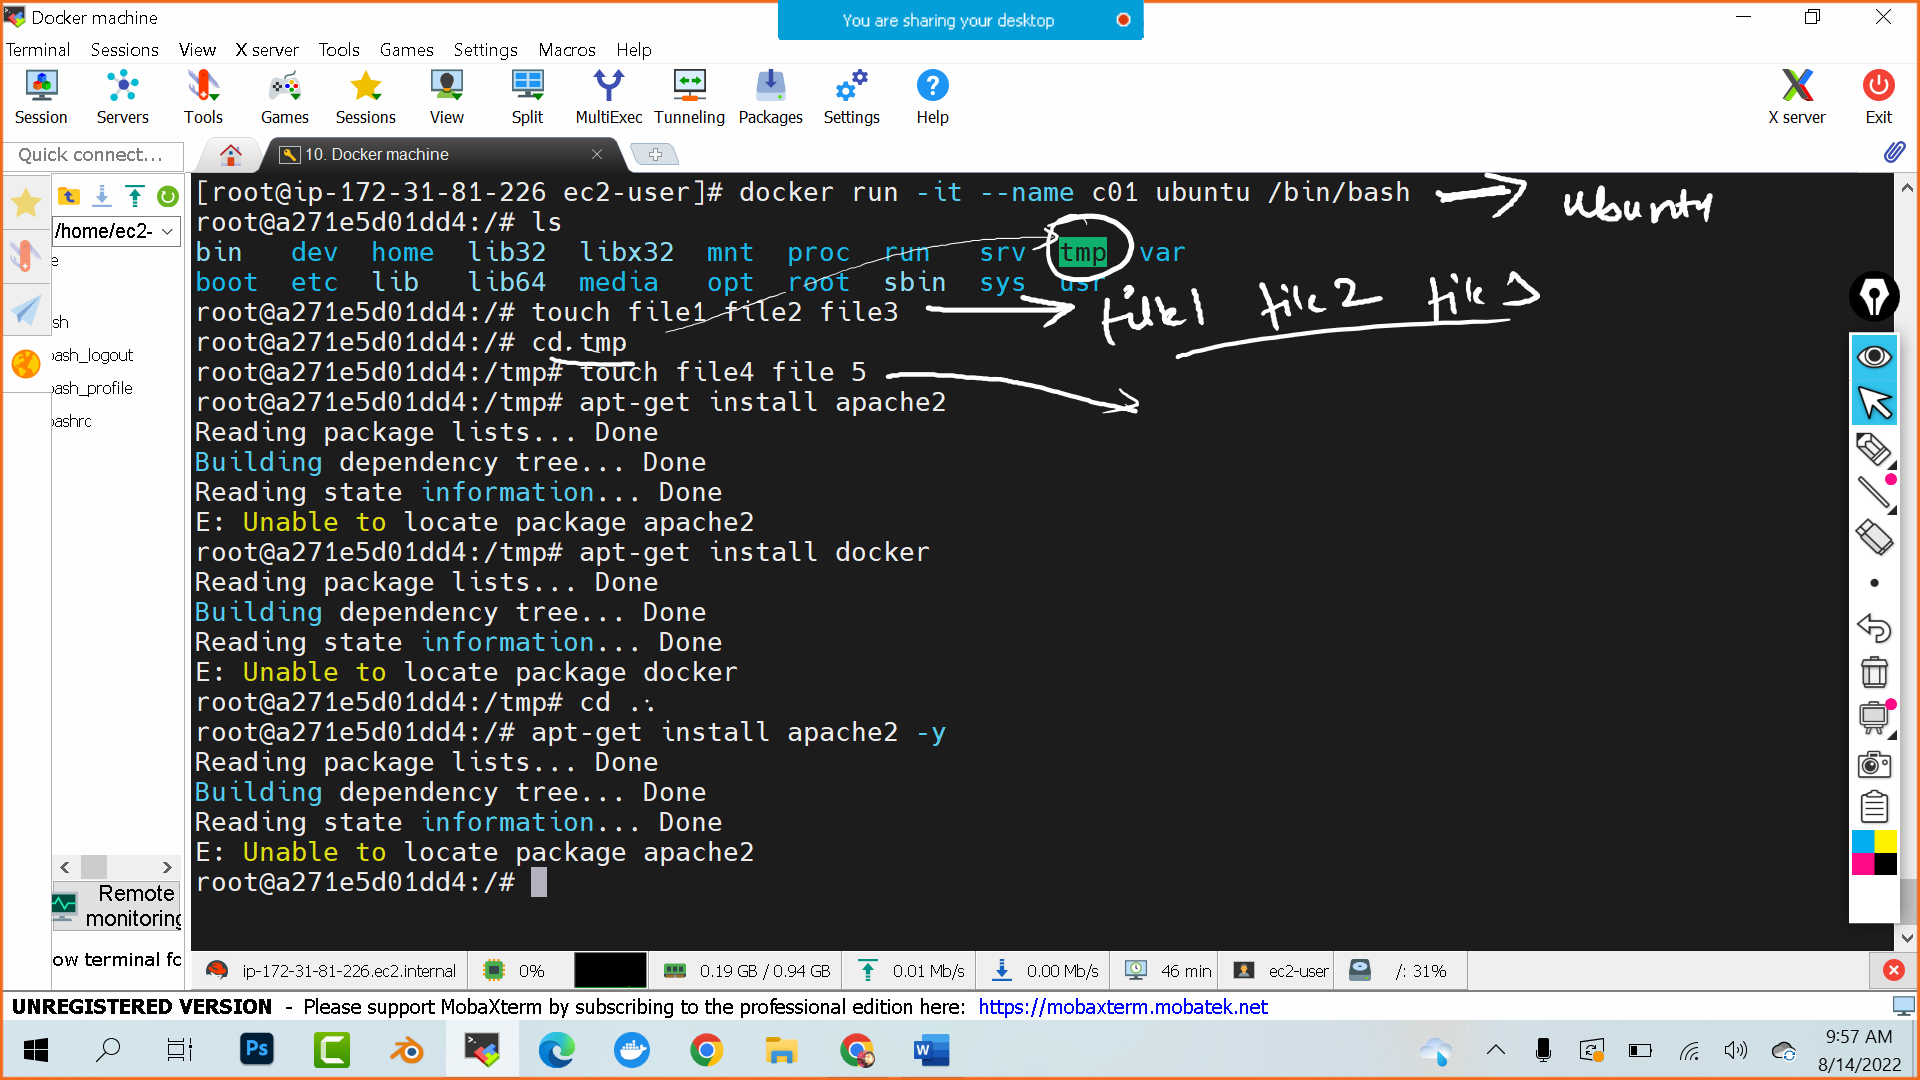 Docker machine
You are sharing your desktop
Terminal Sessions View X server Tools Games Settings Macros Help
Session Servers Tools Games Sessions View Split MultiExec Tunneling Packages Settings Help X server Exit
Quick connect...
10. Docker machine
/home/ec2-
e
sh
bash_logout
bash_profile
bashrc
[root@ip-172-31-81-226 ec2-user]# docker run -it --name c01 ubuntu /bin/bash
ubuntu
root@a271e5d01dd4:/# ls
bin dev home lib32 libx32 mnt proc run srv tmp var
boot etc lib lib64 media opt root sbin sys usr
root@a271e5d01dd4:/# touch file1 file2 file3
file1 file2 file3
root@a271e5d01dd4:/# cd tmp
root@a271e5d01dd4:/tmp# touch file4 file 5
root@a271e5d01dd4:/tmp# apt-get install apache2
Reading package lists... Done
Building dependency tree... Done
Reading state information... Done
E: Unable to locate package apache2
root@a271e5d01dd4:/tmp# apt-get install docker
Reading package lists... Done
Building dependency tree... Done
Reading state information... Done
E: Unable to locate package docker
root@a271e5d01dd4:/tmp# cd ..
root@a271e5d01dd4:/# apt-get install apache2 -y
Reading package lists... Done
Building dependency tree... Done
Reading state information... Done
E: Unable to locate package apache2
root@a271e5d01dd4:/#
Remote
monitoring
ow terminal fo
ip-172-31-81-226.ec2.internal 0% 0.19 GB / 0.94 GB 0.01 Mb/s 0.00 Mb/s 46 min ec2-user /: 31%
UNREGISTERED VERSION - Please support MobaXterm by subscribing to the professional edition here: https://mobaxterm.mobatek.net
Ps
W
9:57 AM
8/14/2022